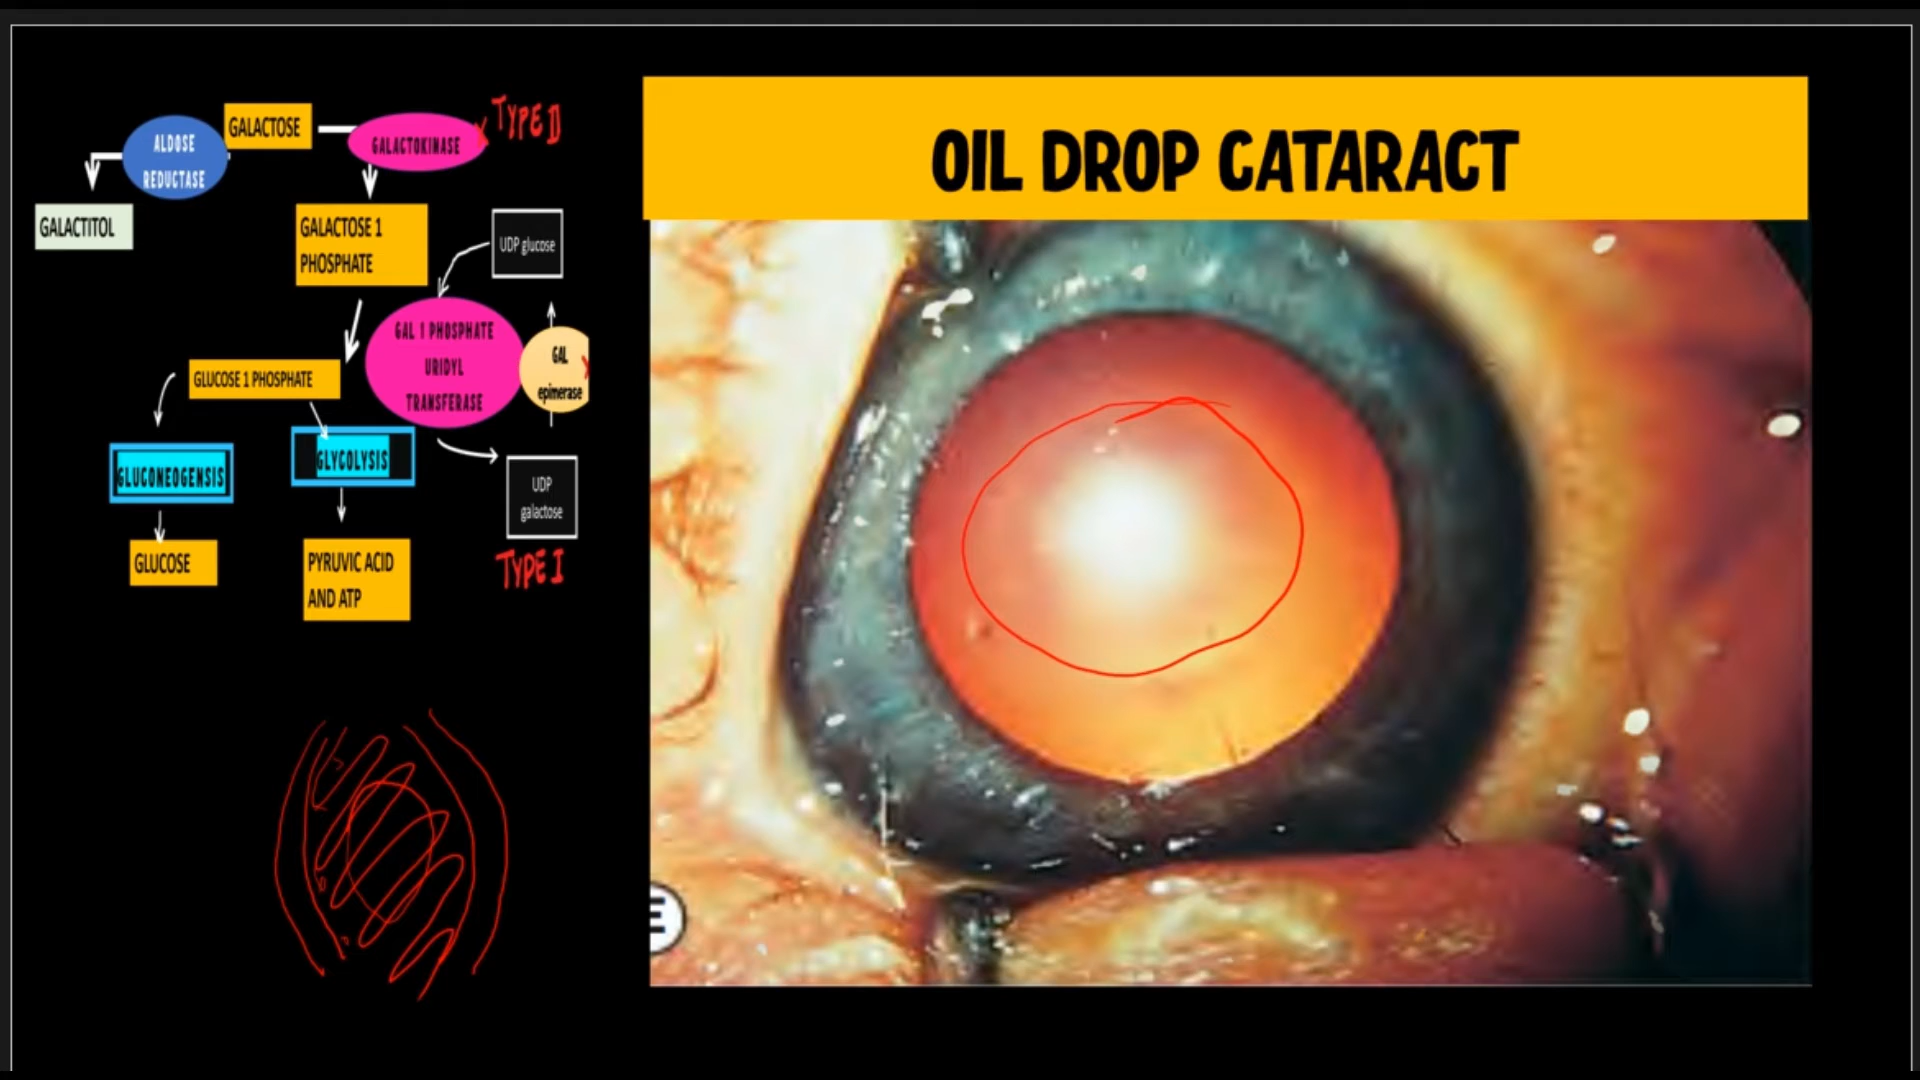 OIL DROP CATARACT
GALACTOSE
GALACTOKINASE
TYPE II
ALDOSE
REDUCTASE
GALACTITOL
GALACTOSE 1
PHOSPHATE
UDP glucose
GAL 1 PHOSPHATE
URIDYL
TRANSFERASE
GAL
epimerase
GLUCOSE 1 PHOSPHATE
GLUCONEOGENSIS
GLYCOLYSIS
UDP
galactose
TYPE I
GLUCOSE
PYRUVIC ACID
AND ATP
E